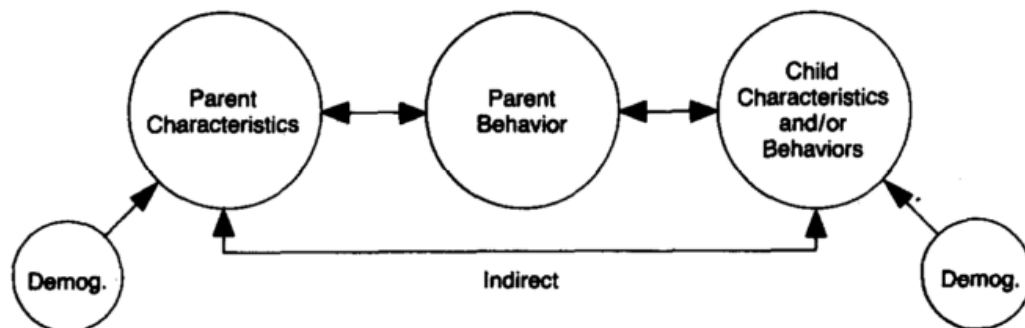 Parent
Characteristics
Parent
Behavior
Child
Characteristics
and/or
Behaviors
Demog.
Indirect
Demog.